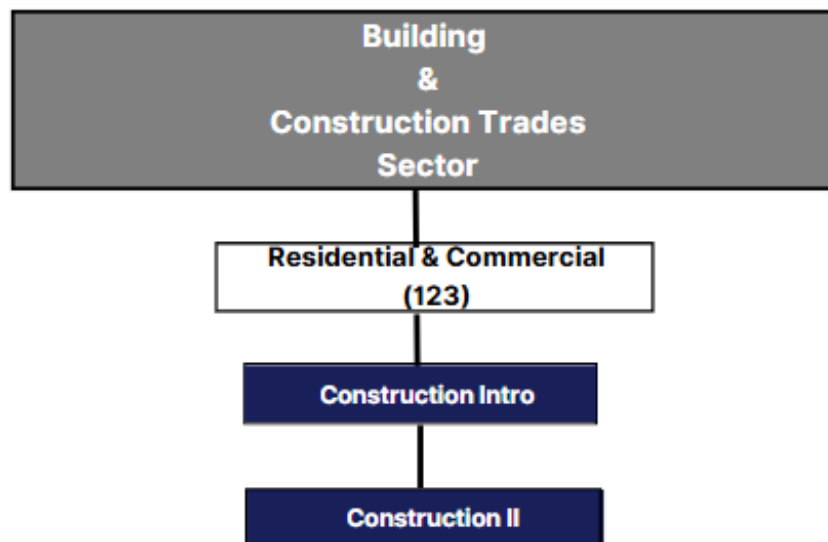 Building
&
Construction Trades
Sector
Residential & Commercial
(123)
Construction Intro
Construction II